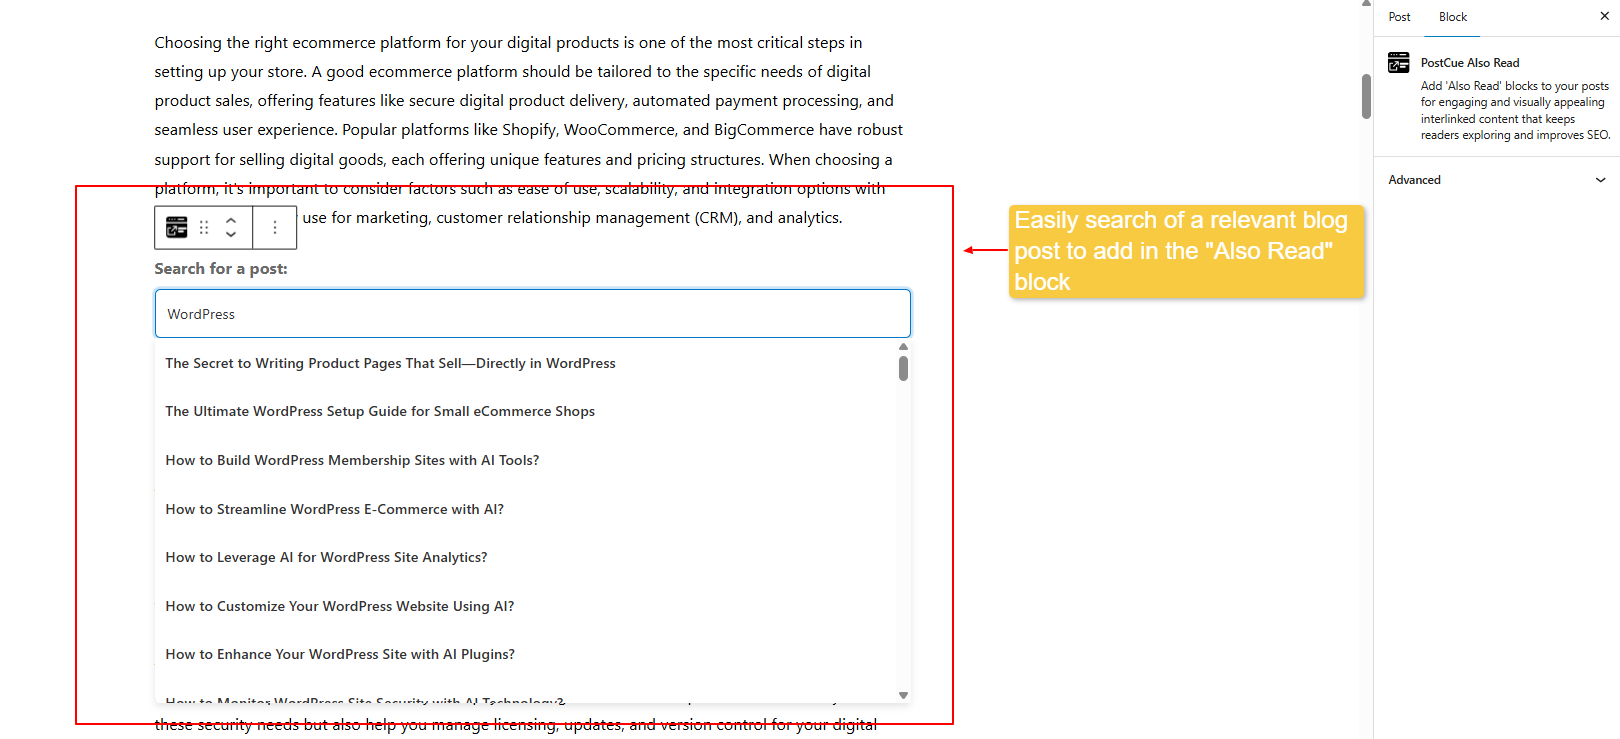 Choosing the right ecommerce platform for your digital products is one of the most critical steps in
setting up your store. A good ecommerce platform should be tailored to the specific needs of digital
product sales, offering features like secure digital product delivery, automated payment processing, and
seamless user experience. Popular platforms like Shopify, WooCommerce, and BigCommerce have robust
support for selling digital goods, each offering unique features and pricing structures. When choosing a
platform, it's important to consider factors such as ease of use, scalability, and integration options with
use for marketing, customer relationship management (CRM), and analytics.
Search for a post:
WordPress
The Secret to Writing Product Pages That Sell—Directly in WordPress
The Ultimate WordPress Setup Guide for Small eCommerce Shops
How to Build WordPress Membership Sites with AI Tools?
How to Streamline WordPress E-Commerce with AI?
How to Leverage AI for WordPress Site Analytics?
How to Customize Your WordPress Website Using AI?
How to Enhance Your WordPress Site with AI Plugins?
How to Monitor WordPress Site Security with AI Technology?
these security needs but also help you manage licensing, updates, and version control for your digital
Easily search of a relevant blog
post to add in the "Also Read"
block
Post
Block
PostCue Also Read
Add 'Also Read' blocks to your posts
for engaging and visually appealing
interlinked content that keeps
readers exploring and improves SEO.
Advanced